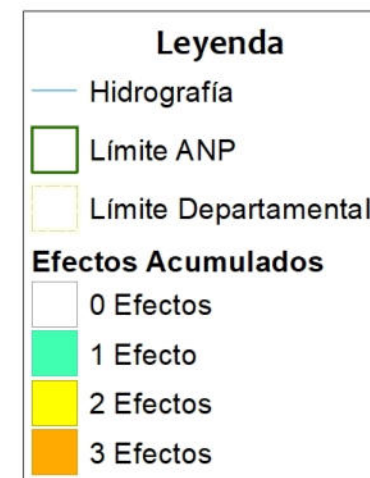 Leyenda
Hidrografía
Límite ANP
Límite Departamental
Efectos Acumulados
0 Efectos
1 Efecto
2 Efectos
3 Efectos